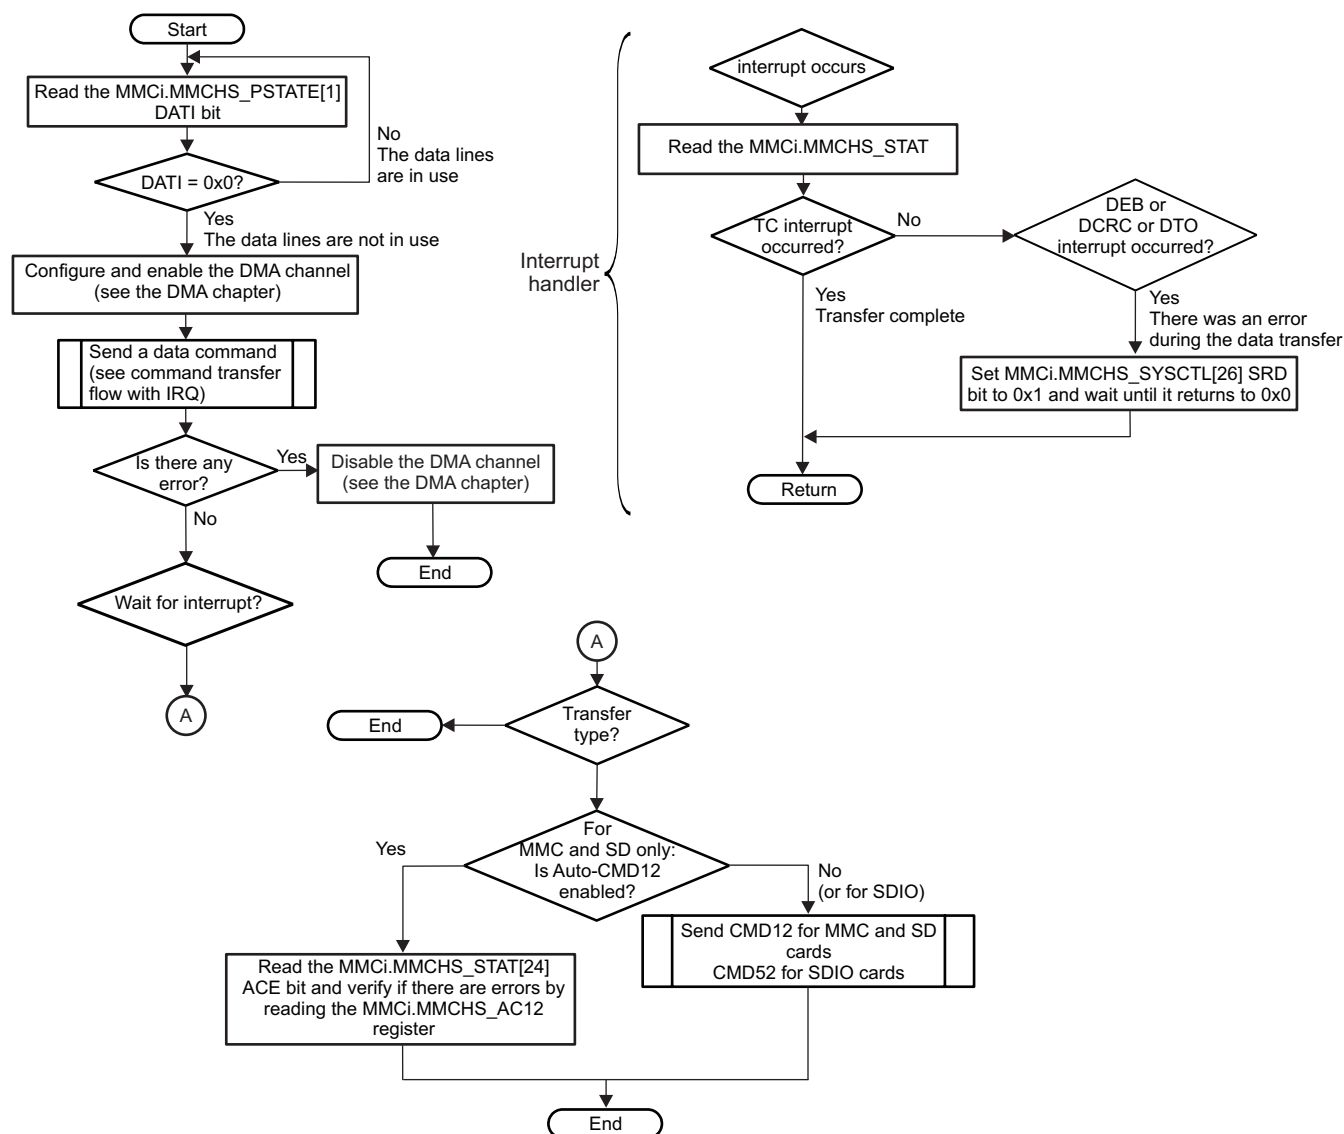 Start
Read the MMCi.MMCHS_PSTATE[1]
DATI bit
No
The data lines
are in use
DATI = 0x0?
Yes
The data lines are not in use
Configure and enable the DMA channel
(see the DMA chapter)
Send a data command
(see command transfer
flow with IRQ)
Is there any
error?
Yes
Disable the DMA channel
(see the DMA chapter)
No
End
Wait for interrupt?
A
Interrupt
handler
interrupt occurs
Read the MMCi.MMCHS_STAT
TC interrupt
occurred?
No
DEB or
DCRC or DTO
interrupt occurred?
Yes
Transfer complete
Yes
There was an error
during the data transfer
Set MMCi.MMCHS_SYSCTL[26] SRD
bit to 0x1 and wait until it returns to 0x0
Return
A
Transfer
type?
End
For
MMC and SD only:
Is Auto-CMD12
enabled?
Yes
No
(or for SDIO)
Read the MMCi.MMCHS_STAT[24]
ACE bit and verify if there are errors by
reading the MMCi.MMCHS_AC12
register
Send CMD12 for MMC and SD
cards
CMD52 for SDIO cards
End